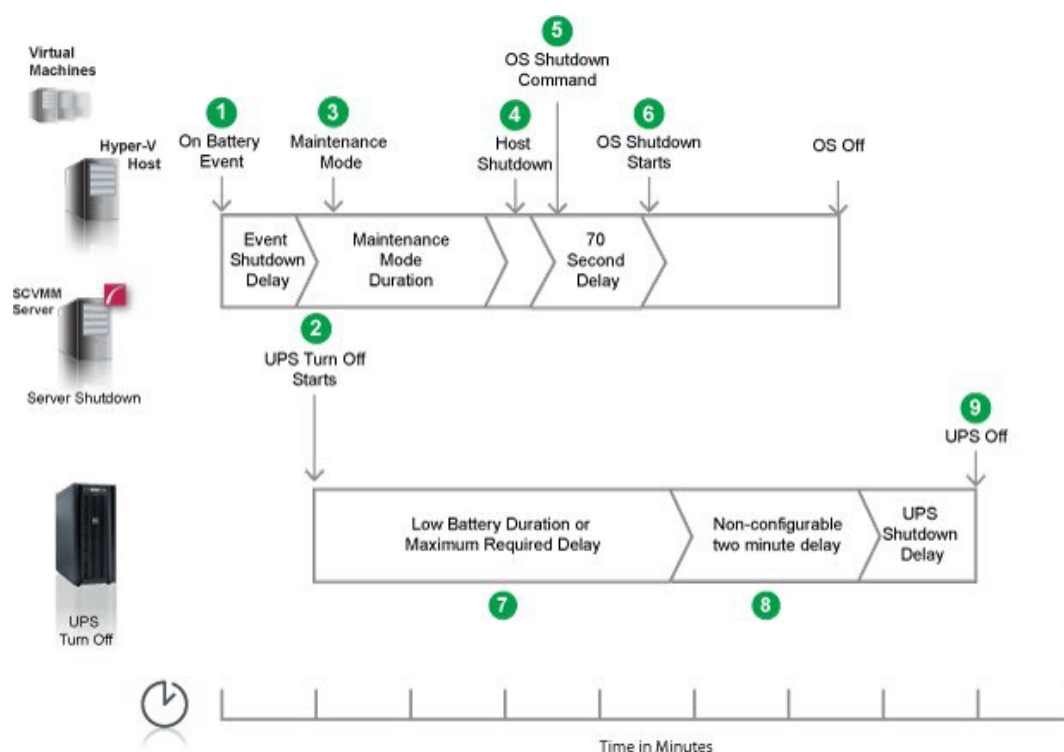 Virtual
Machines
Hyper-V
Host
SCVMM
Server
Server Shutdown
1
On Battery
Event
3
Maintenance
Mode
4
Host
Shutdown
5
OS Shutdown
Command
6
OS Shutdown
Starts
OS Off
Event
Shutdown
Delay
Maintenance
Mode
Duration
70
Second
Delay
2
UPS Turn Off
Starts
9
UPS Off
UPS
Turn Off
Low Battery Duration or
Maximum Required Delay
Non-configurable
two minute delay
UPS
Shutdown
Delay
7
8
Time in Minutes